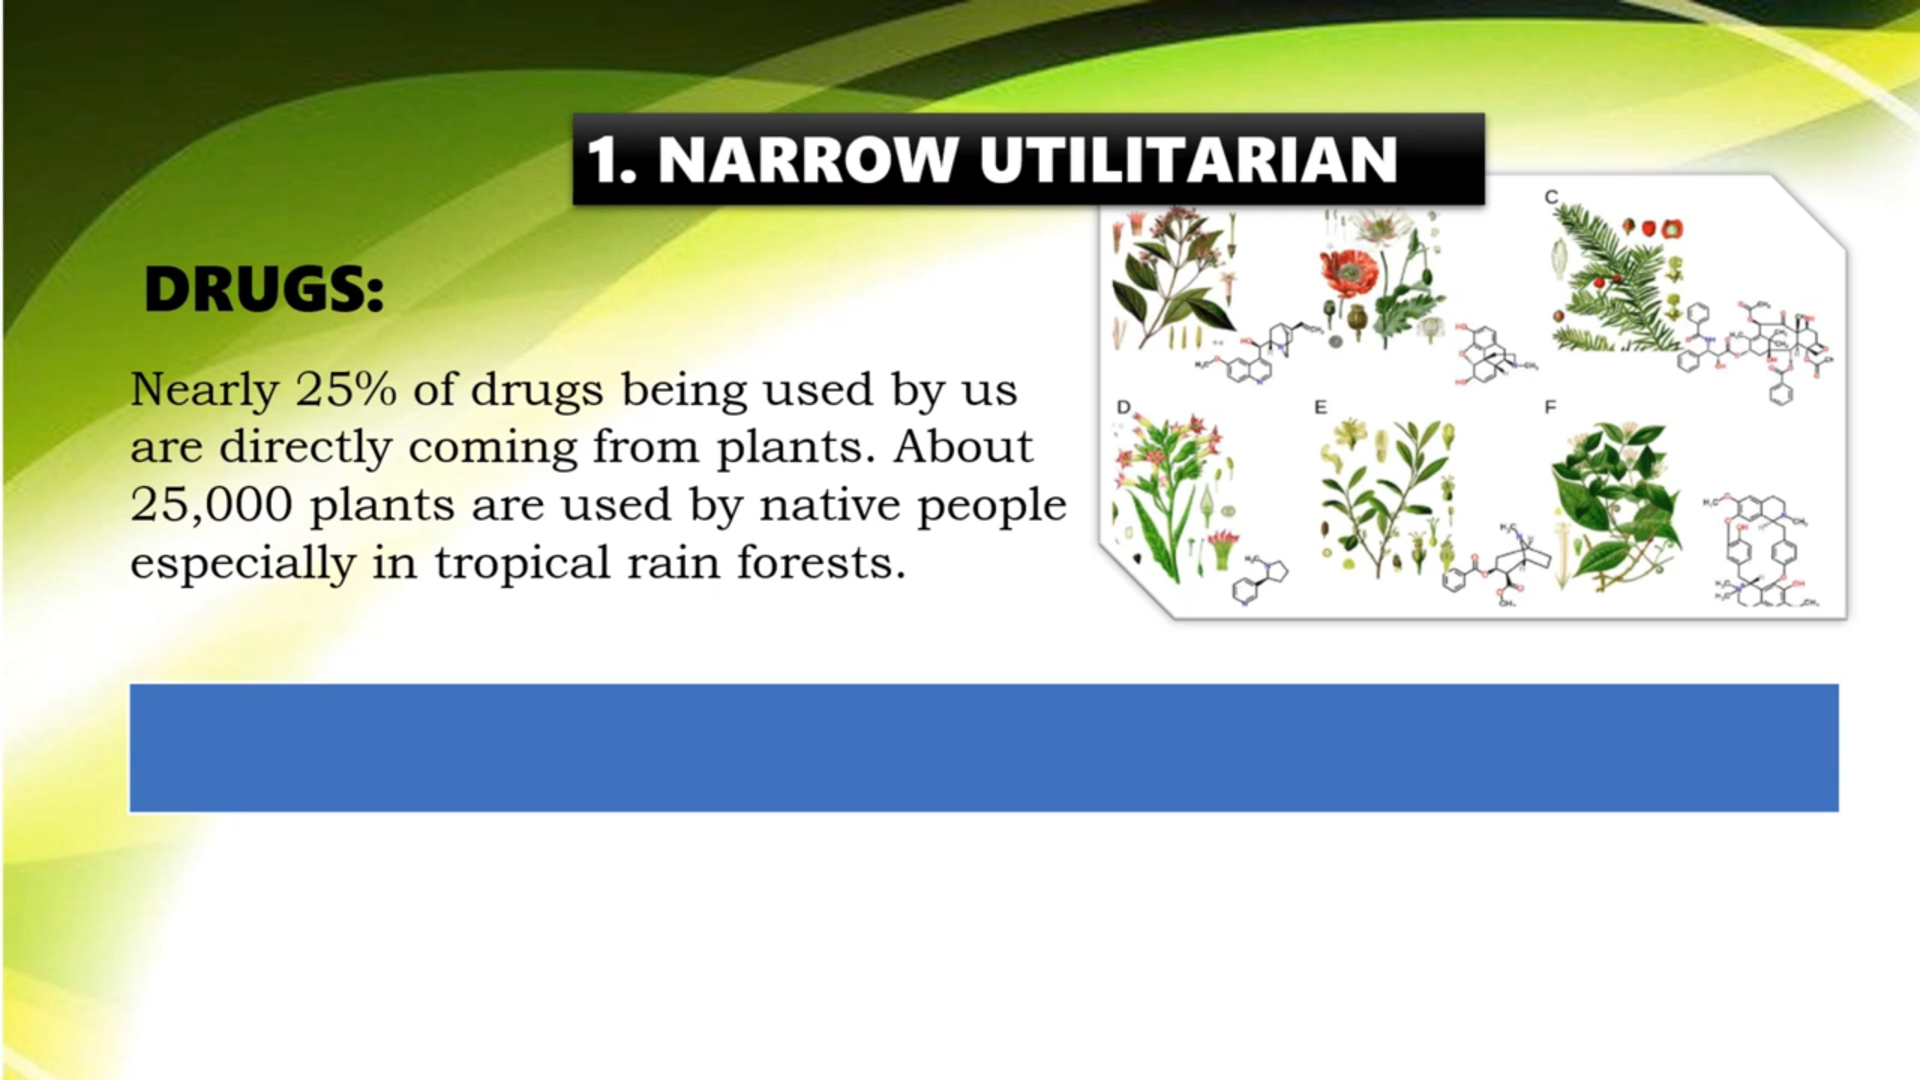 1. NARROW UTILITARIAN
DRUGS:
Nearly 25% of drugs being used by us
are directly coming from plants. About
25,000 plants are used by native people
especially in tropical rain forests.
C
D
E
F